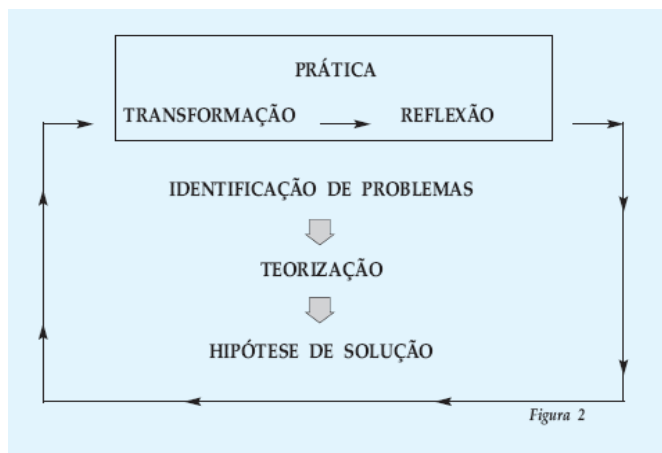 PRÁTICA
TRANSFORMAÇÃO REFLEXÃO
IDENTIFICAÇÃO DE PROBLEMAS
TEORIZAÇÃO
HIPÓTESE DE SOLUÇÃO
Figura 2